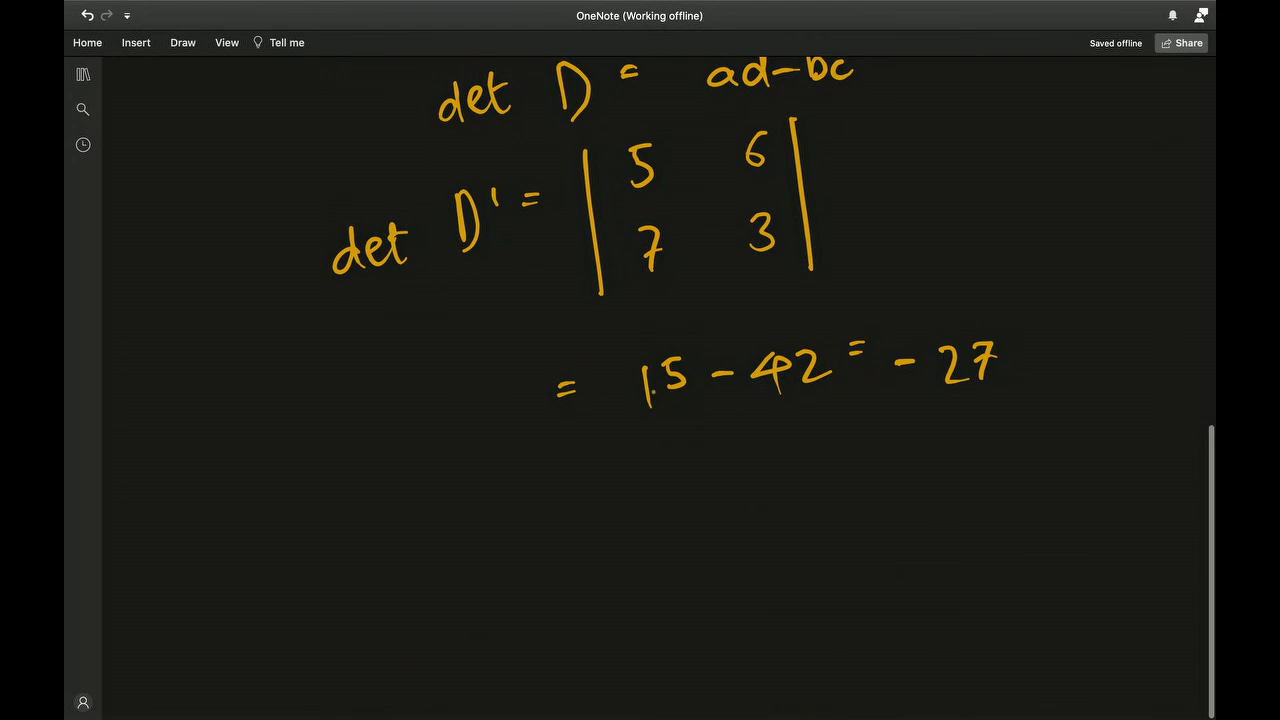 OneNote (Working offline)
Home Insert Draw View Tell me Saved offline Share
det D = ad-bc
det D' = | 5 6 |
| 7 3 |
= 15 - 42 = - 27